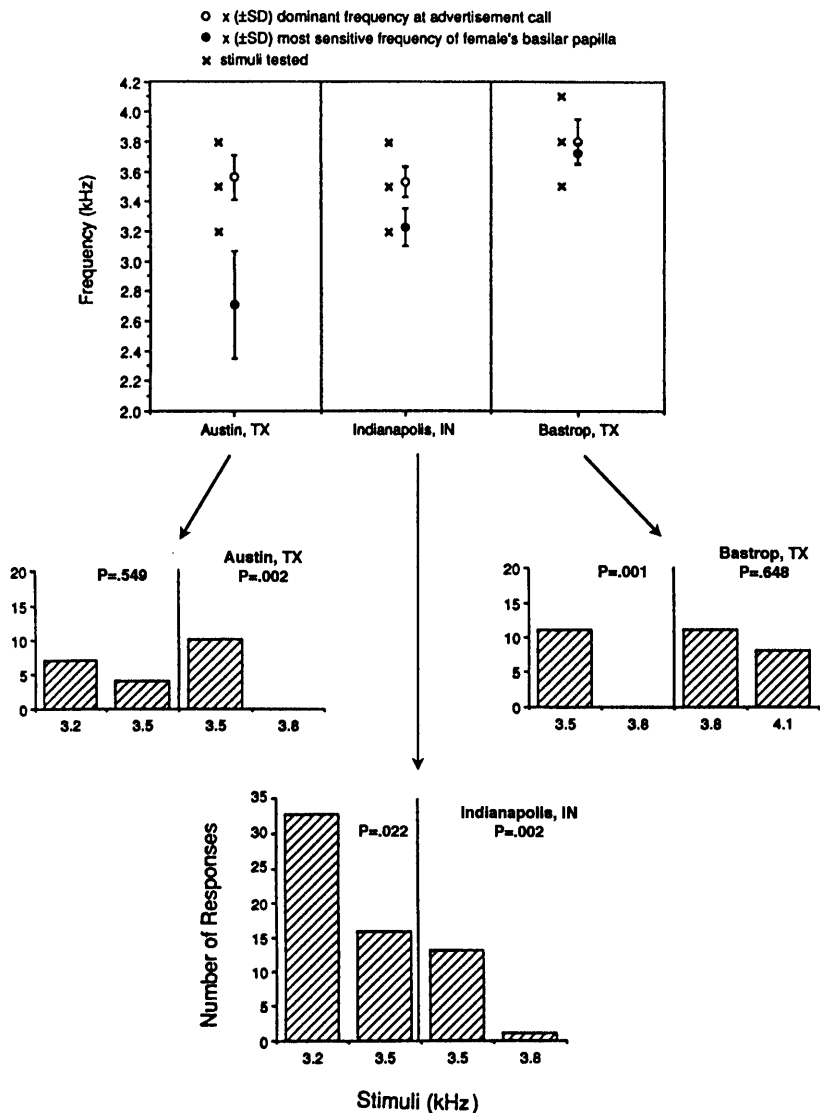 o x (±SD) dominant frequency at advertisement call
● x (±SD) most sensitive frequency of female's basilar papilla
x stimuli tested
4.2
4.0
3.8
3.6
3.4
3.2
3.0
2.8
2.6
2.4
2.2
2.0
Frequency (kHz)
Austin, TX
Indianapolis, IN
Bastrop, TX
Austin, TX
P=.549
P=.002
20
15
10
5
0
3.2
3.5
3.5
3.8
Bastrop, TX
P=.001
P=.648
20
15
10
5
0
3.5
3.8
3.8
4.1
Indianapolis, IN
P=.022
P=.002
35
30
25
20
15
10
5
0
Number of Responses
3.2
3.5
3.5
3.8
Stimuli (kHz)